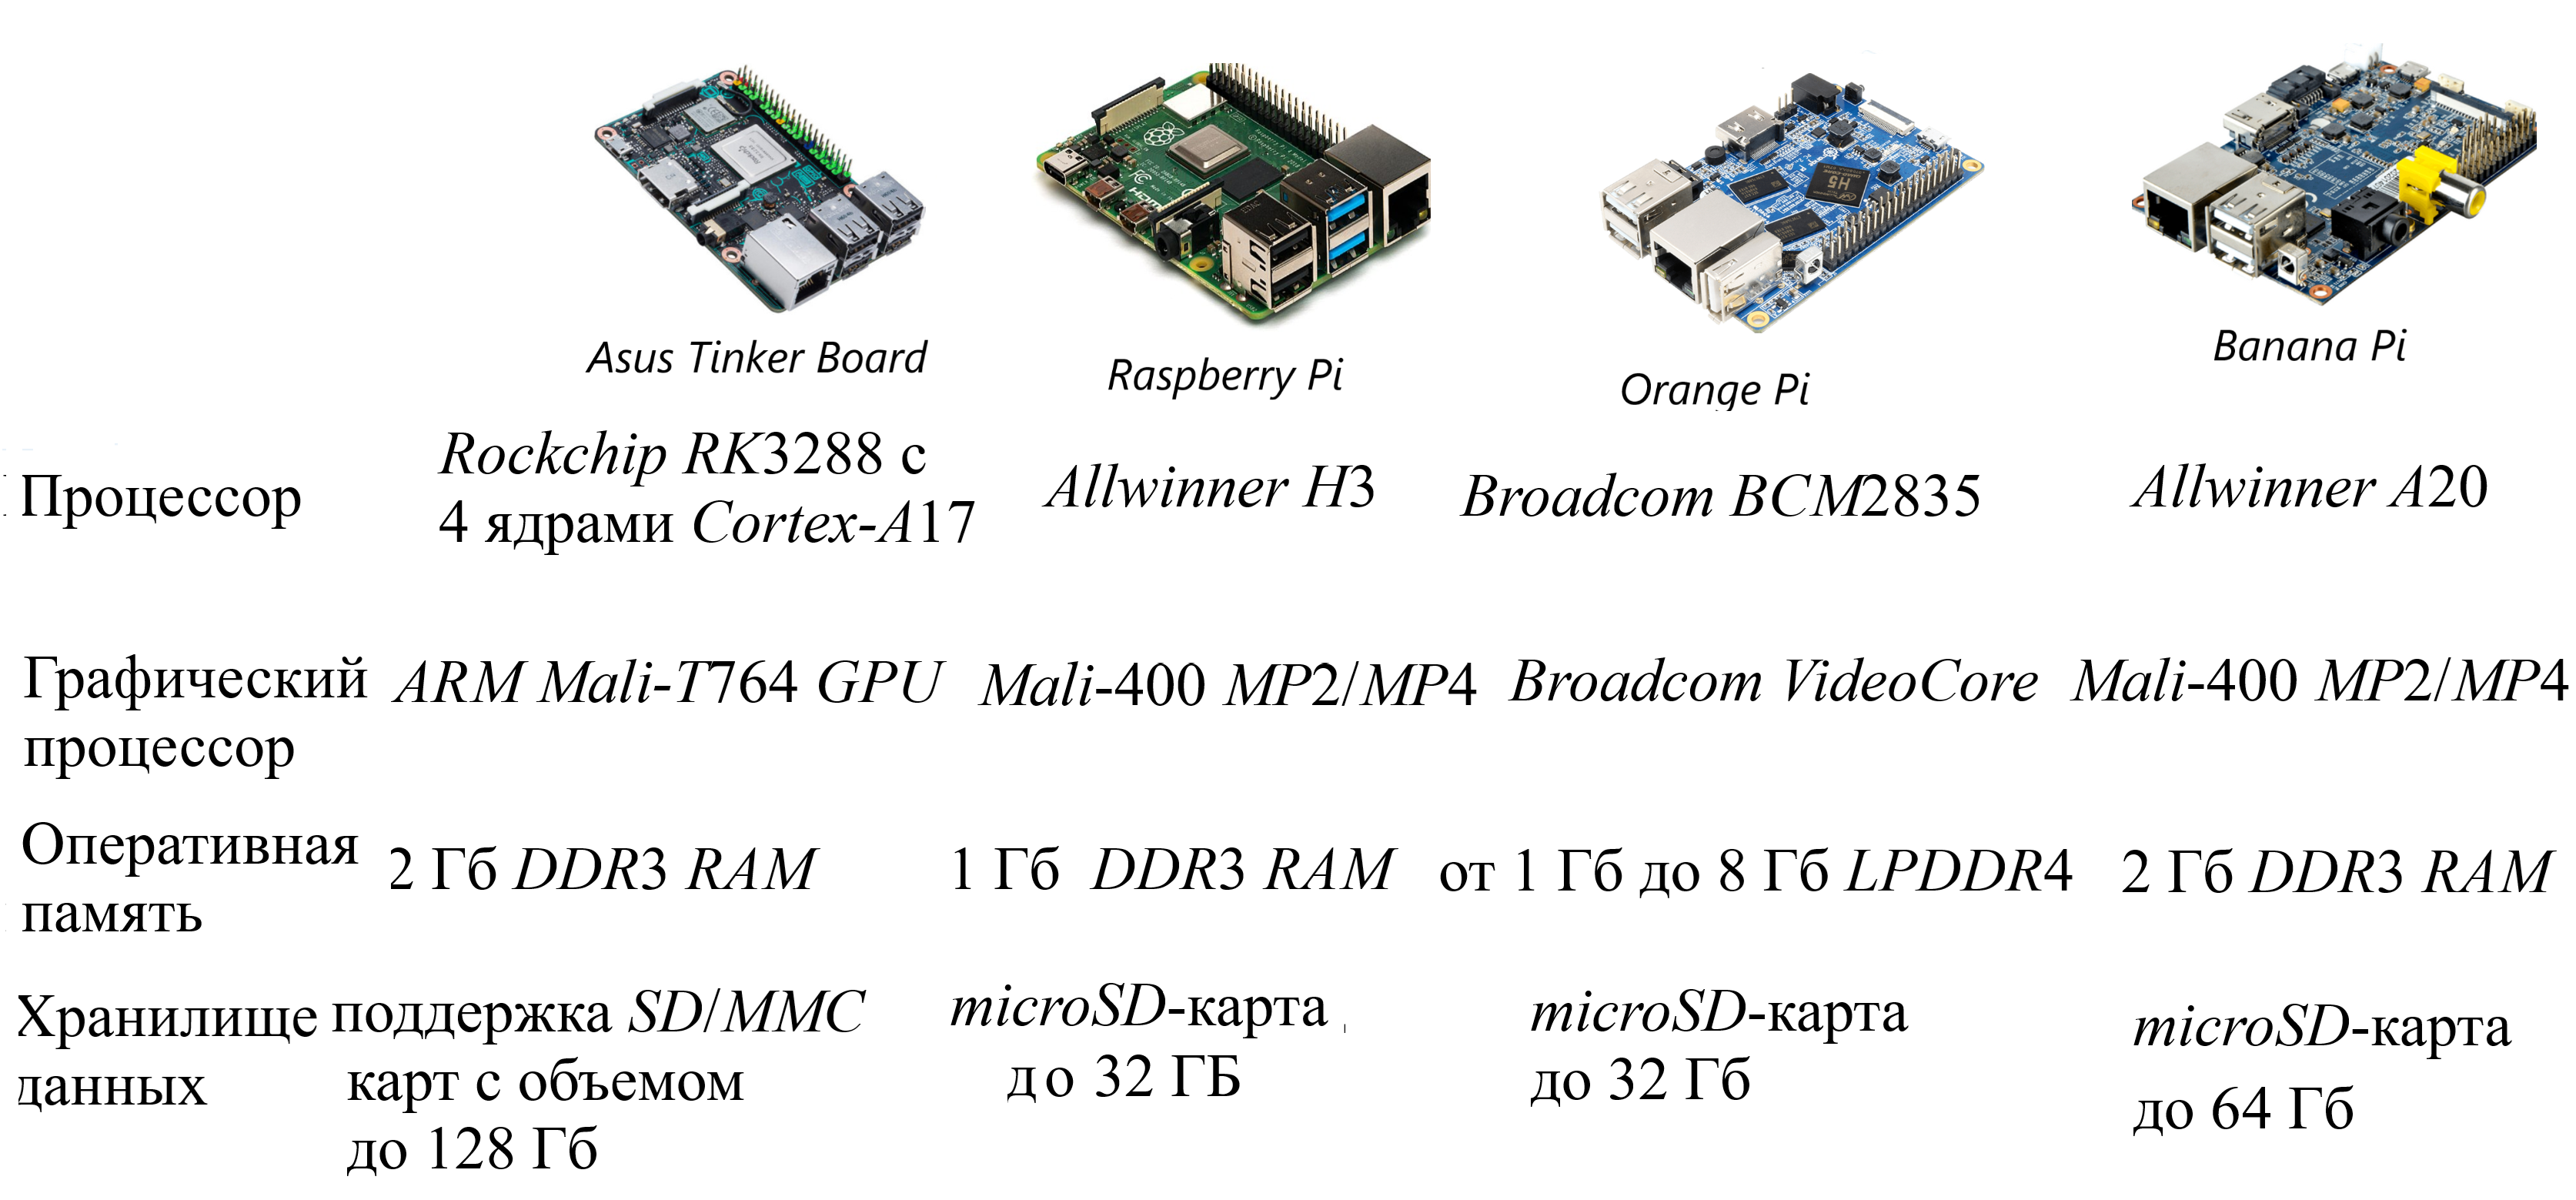 Asus Tinker Board
Raspberry Pi
Orange Pi
Banana Pi
Процессор
Rockchip RK3288 с
4 ядрами Cortex-A17
Allwinner H3
Broadcom BCM2835
Allwinner A20
Графический
процессор
ARM Mali-T764 GPU
Mali-400 MP2/MP4
Broadcom VideoCore
Mali-400 MP2/MP4
Оперативная
память
2 Гб DDR3 RAM
1 Гб DDR3 RAM
от 1 Гб до 8 Гб LPDDR4
2 Гб DDR3 RAM
Хранилище
данных
поддержка SD/MMC
карт с объемом
до 128 Гб
microSD-карта
до 32 ГБ
microSD-карта
до 32 Гб
microSD-карта
до 64 Гб
H5